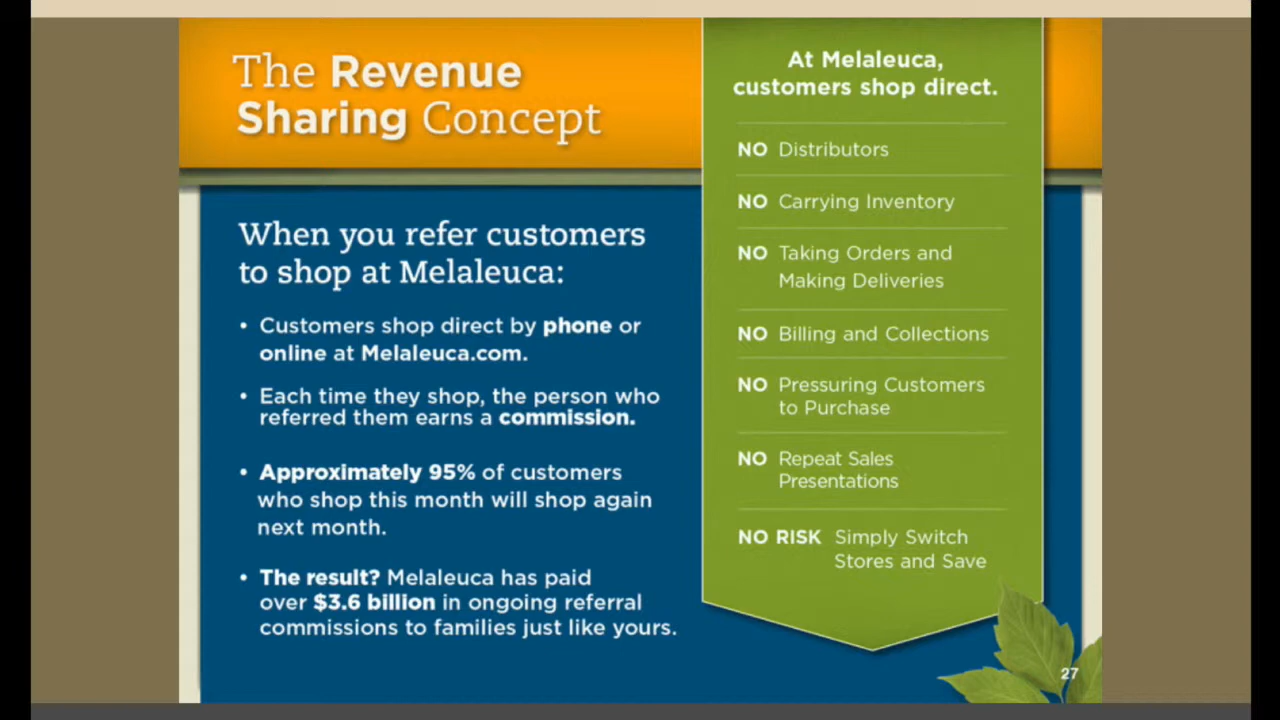 The Revenue
Sharing Concept
When you refer customers
to shop at Melaleuca:
• Customers shop direct by phone or
online at Melaleuca.com.
• Each time they shop, the person who
referred them earns a commission.
• Approximately 95% of customers
who shop this month will shop again
next month.
• The result? Melaleuca has paid
over $3.6 billion in ongoing referral
commissions to families just like yours.
At Melaleuca,
customers shop direct.
NO Distributors
NO Carrying Inventory
NO Taking Orders and
Making Deliveries
NO Billing and Collections
NO Pressuring Customers
to Purchase
NO Repeat Sales
Presentations
NO RISK Simply Switch
Stores and Save
27